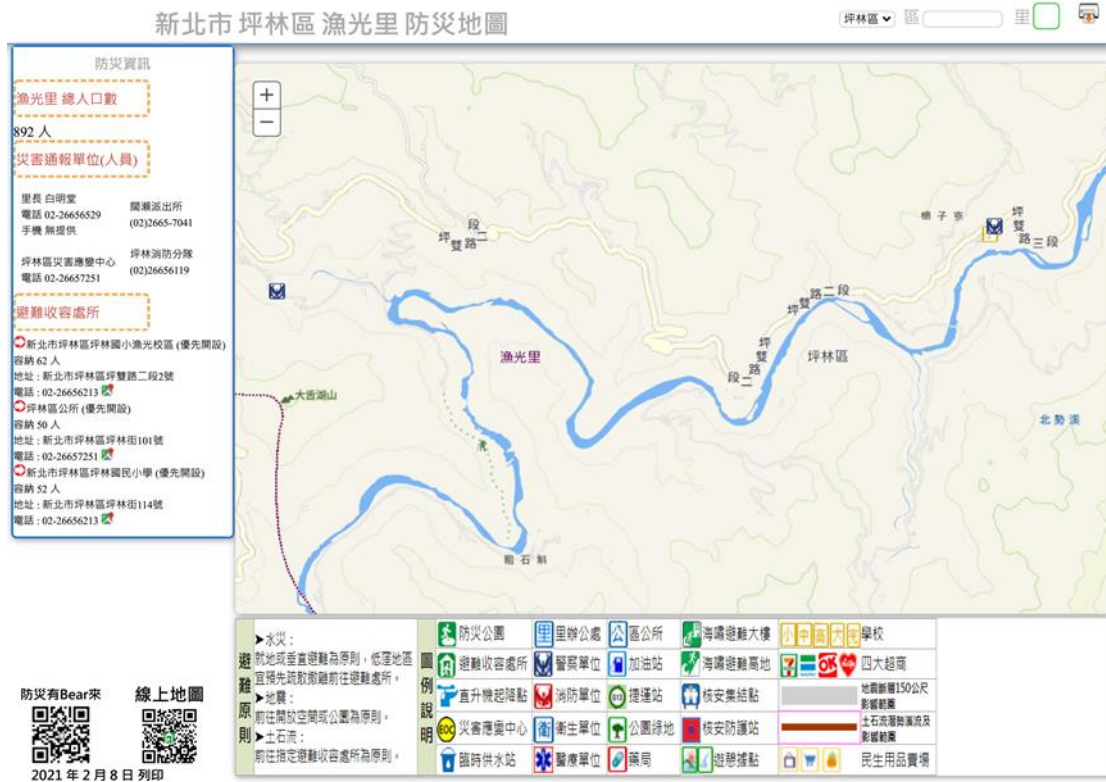 新北市 坪林區 漁光里 防災地圖
坪林區
區
里
防災資訊
漁光里 總人口數
892 人
災害通報單位(人員)
里長 白明堂
電話 02-26656529
手機 無提供
闊瀨派出所
(02)2665-7041
坪林區災害應變中心
電話 02-26657251
坪林消防分隊
(02)26656119
避難收容處所
新北市坪林區坪林國小漁光校區 (優先開設)
容納 62 人
地址 : 新北市坪林區坪雙路二段2號
電話 : 02-26656213
坪林區公所 (優先開設)
容納 50 人
地址 : 新北市坪林區坪林街101號
電話 : 02-26657251
新北市坪林區坪林國民小學 (優先開設)
容納 52 人
地址 : 新北市坪林區坪林街114號
電話 : 02-26656213
+
−
坪雙路二段
坪雙路三段
坪雙路二段
坪雙路二段
漁光里
坪林區
大舌湖山
北勢溪
粗石斛
避難原則
➤水災：
就地或垂直避難為原則，低窪地區
宜預先疏散撤離前往避難處所。
➤地震：
前往開放空間或公園為原則。
➤土石流：
前往指定避難收容處所為原則。
圖例說明
防災公園
里 里辦公處
公 區公所
海嘯避難大樓
小 中 高 大 學校
避難收容處所
警察單位
加油站
海嘯避難高地
7 OK 四大超商
直升機起降點
消防單位
捷運站
核安集結點
地震斷層150公尺
影響範圍
EOC 災害應變中心
衛 衛生單位
公園綠地
核安防護站
土石流潛勢溪流及
影響範圍
臨時供水站
醫療單位
藥局
遊憩據點
民生用品賣場
防災有Bear來
線上地圖
2021 年 2 月 8 日 列印